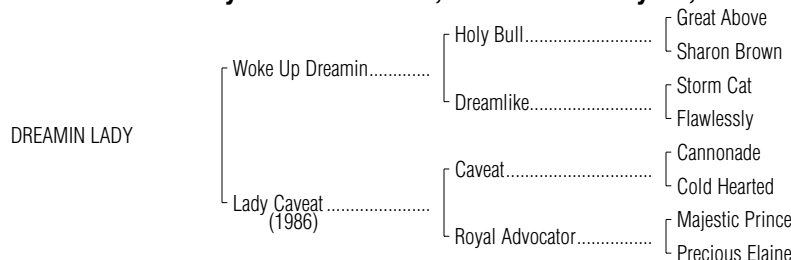 Great Above
Holy Bull
Sharon Brown
Woke Up Dreamin
Storm Cat
Dreamlike
Flawlessly
DREAMIN LADY
Cannonade
Caveat
Cold Hearted
Lady Caveat
(1986)
Majestic Prince
Royal Advocator
Precious Elaine